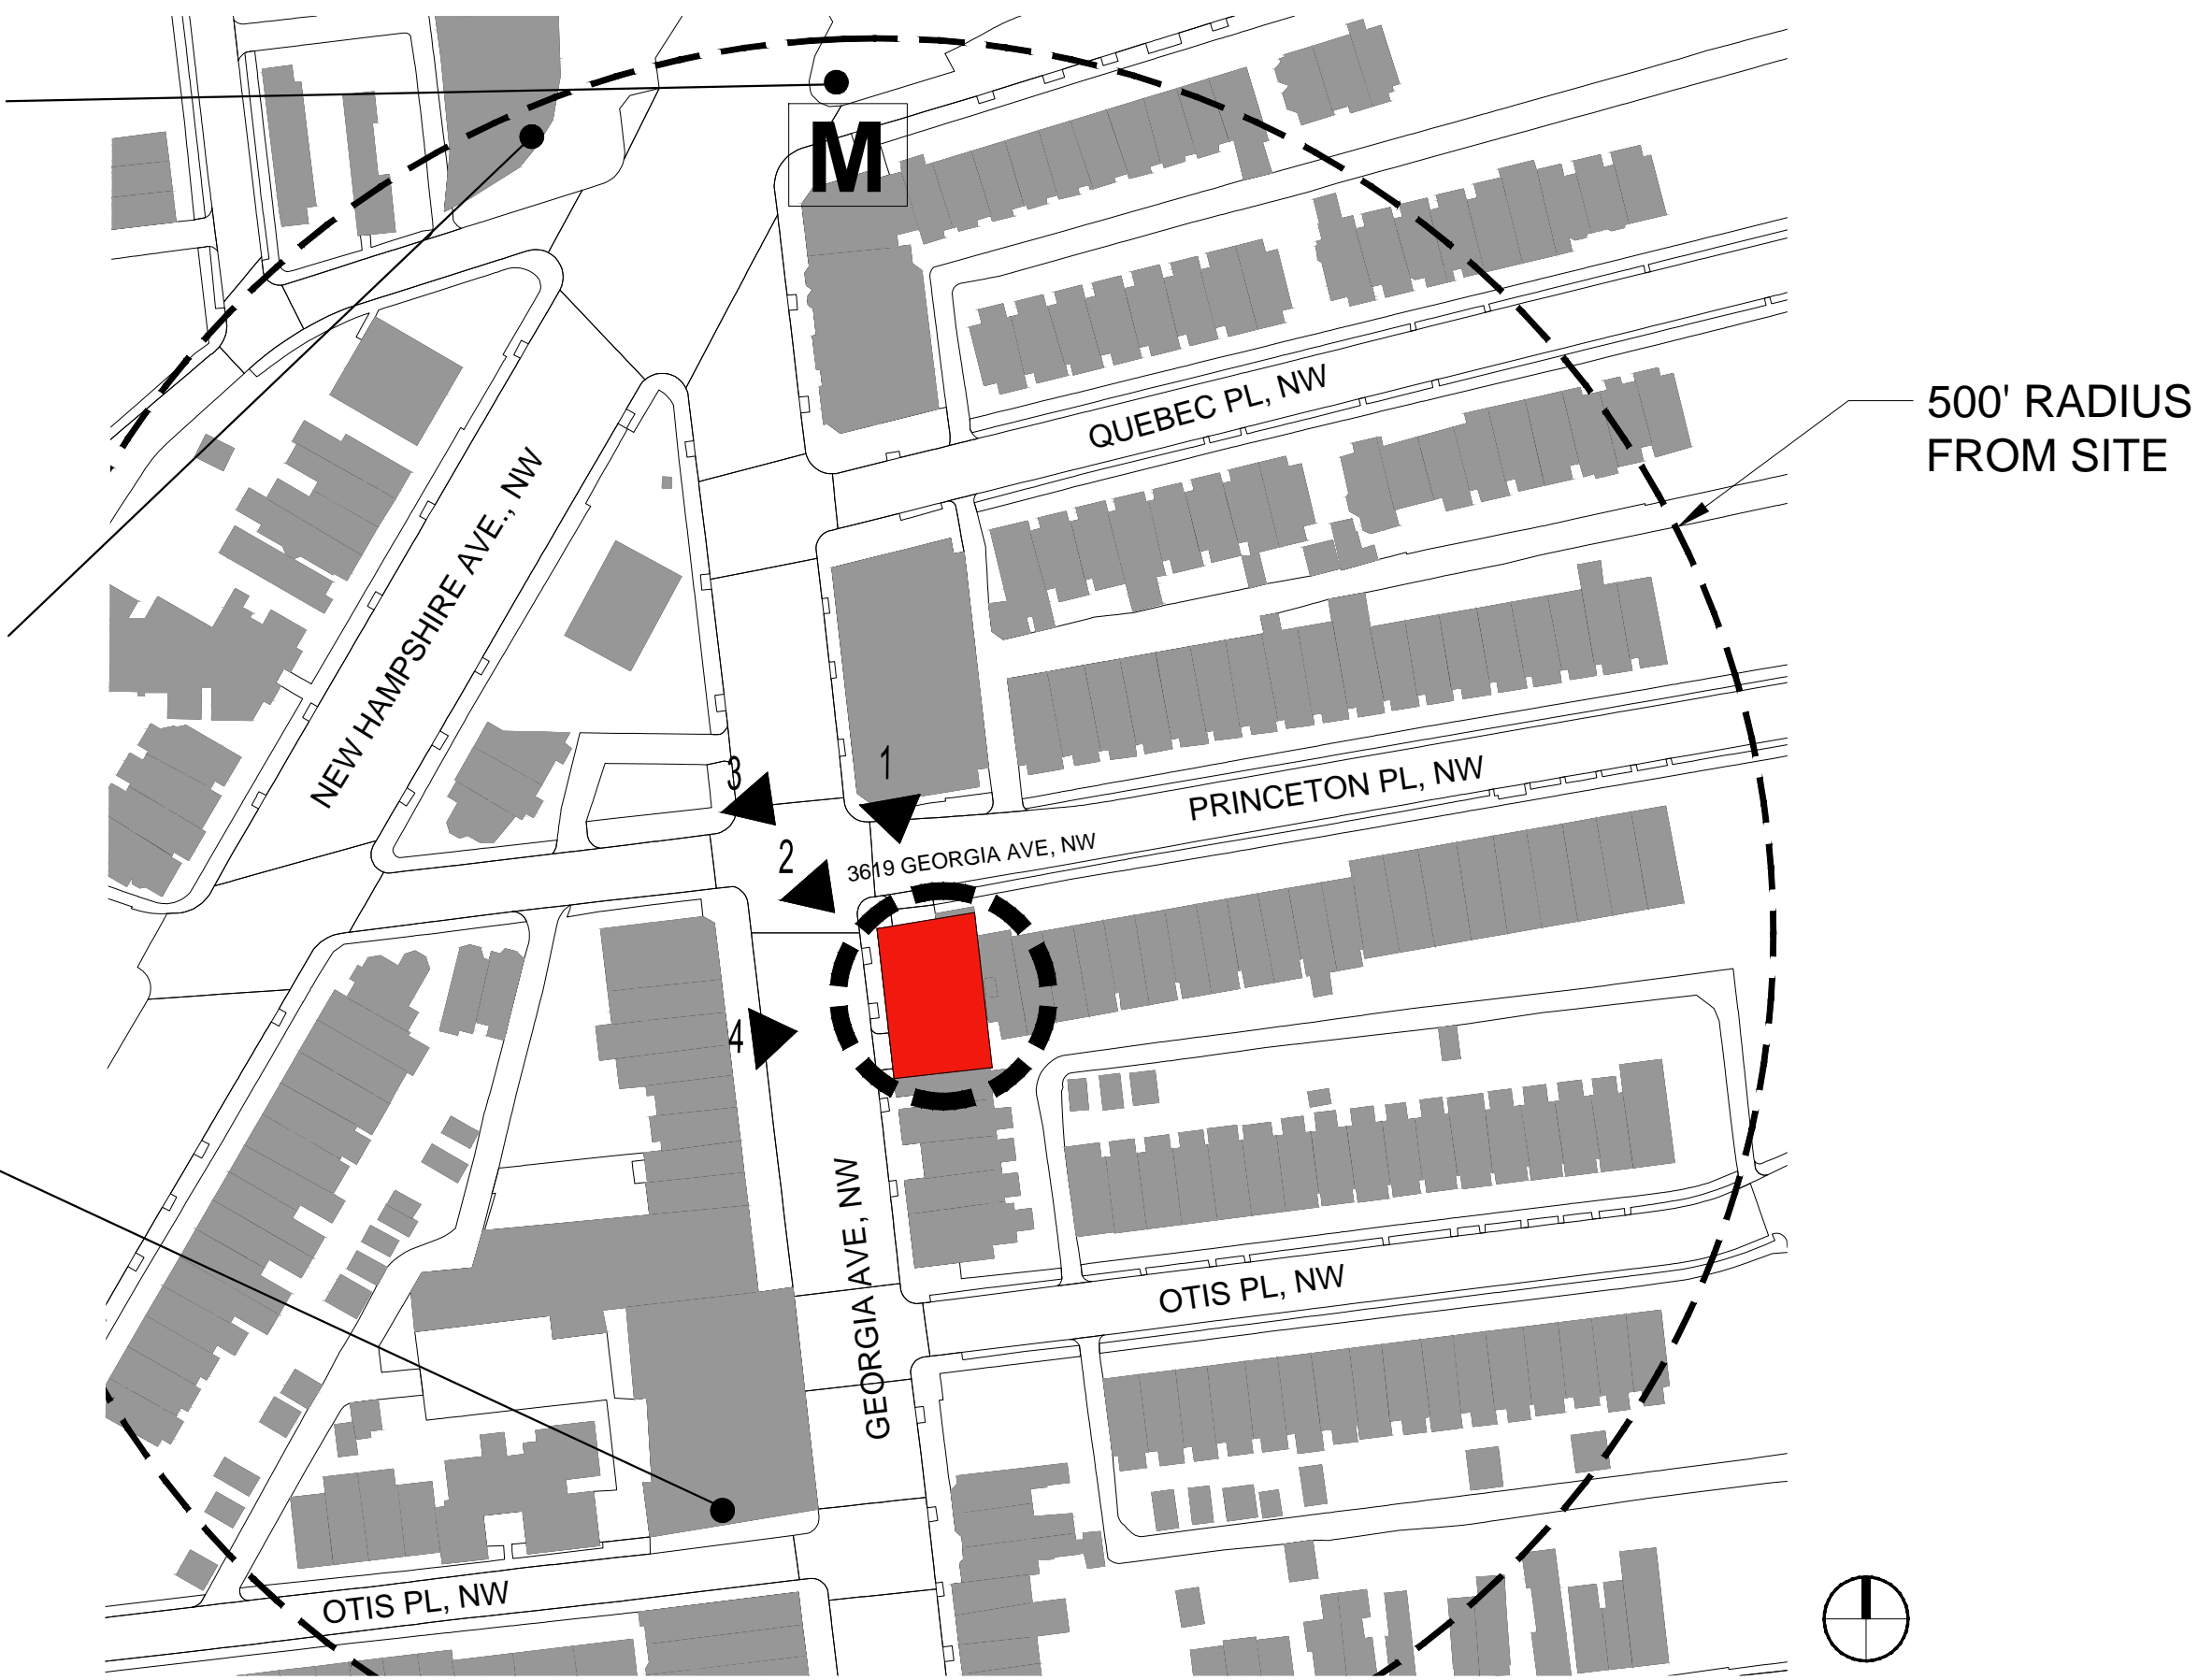 M
QUEBEC PL, NW
500' RADIUS
FROM SITE
NEW HAMPSHIRE AVE., NW
3
1
PRINCETON PL, NW
2
3619 GEORGIA AVE, NW
4
GEORGIA AVE, NW
OTIS PL, NW
OTIS PL, NW